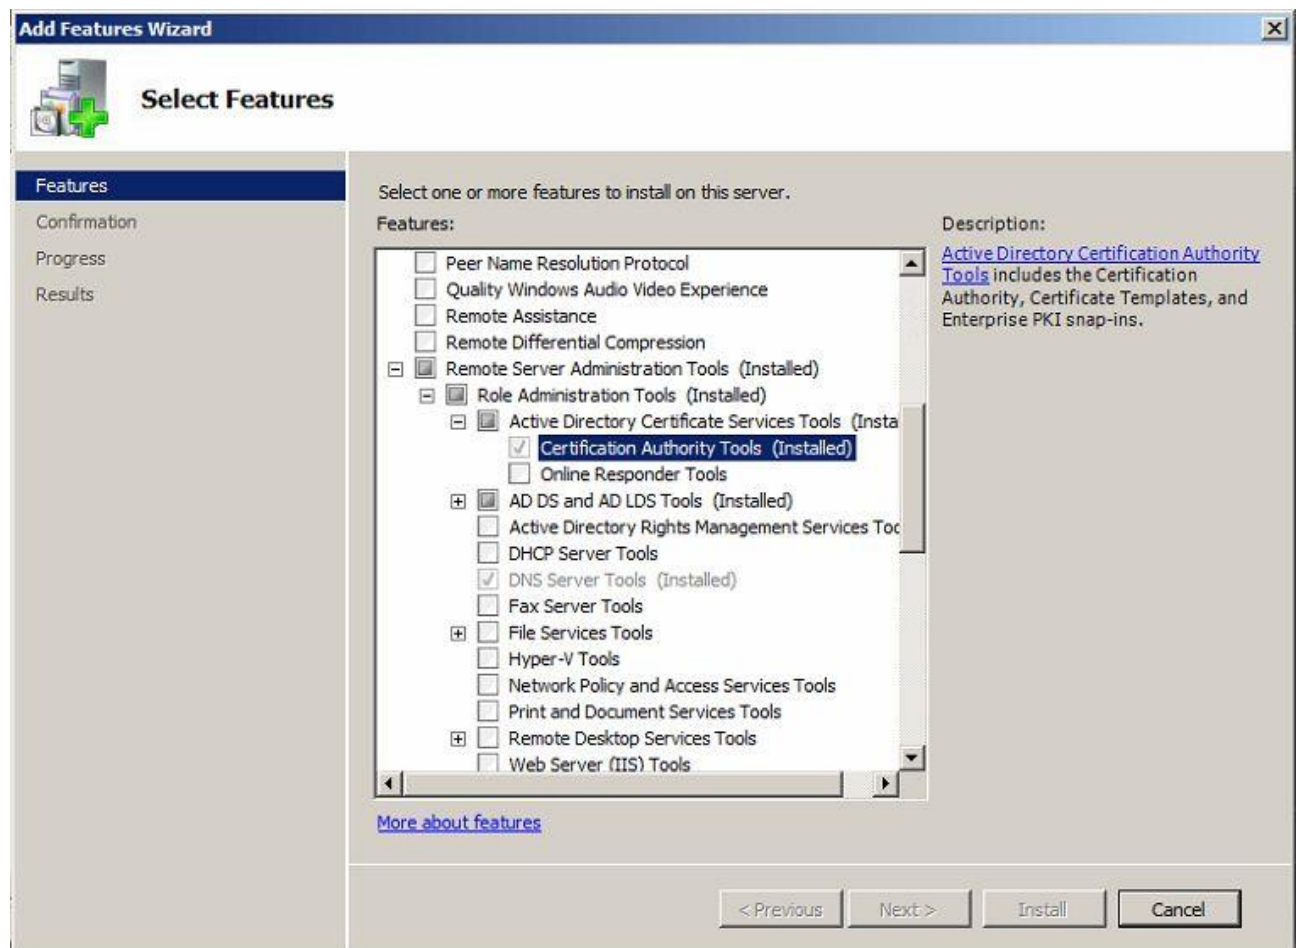 Add Features Wizard
Select Features
Features
Confirmation
Progress
Results
Select one or more features to install on this server.
Features:
Peer Name Resolution Protocol
Quality Windows Audio Video Experience
Remote Assistance
Remote Differential Compression
Remote Server Administration Tools (Installed)
Role Administration Tools (Installed)
Active Directory Certificate Services Tools (Insta
Certification Authority Tools (Installed)
Online Responder Tools
AD DS and AD LDS Tools (Installed)
Active Directory Rights Management Services Too
DHCP Server Tools
DNS Server Tools (Installed)
Fax Server Tools
File Services Tools
Hyper-V Tools
Network Policy and Access Services Tools
Print and Document Services Tools
Remote Desktop Services Tools
Web Server (IIS) Tools
More about features
Description:
Active Directory Certification Authority
Tools includes the Certification
Authority, Certificate Templates, and
Enterprise PKI snap-ins.
< Previous
Next >
Install
Cancel